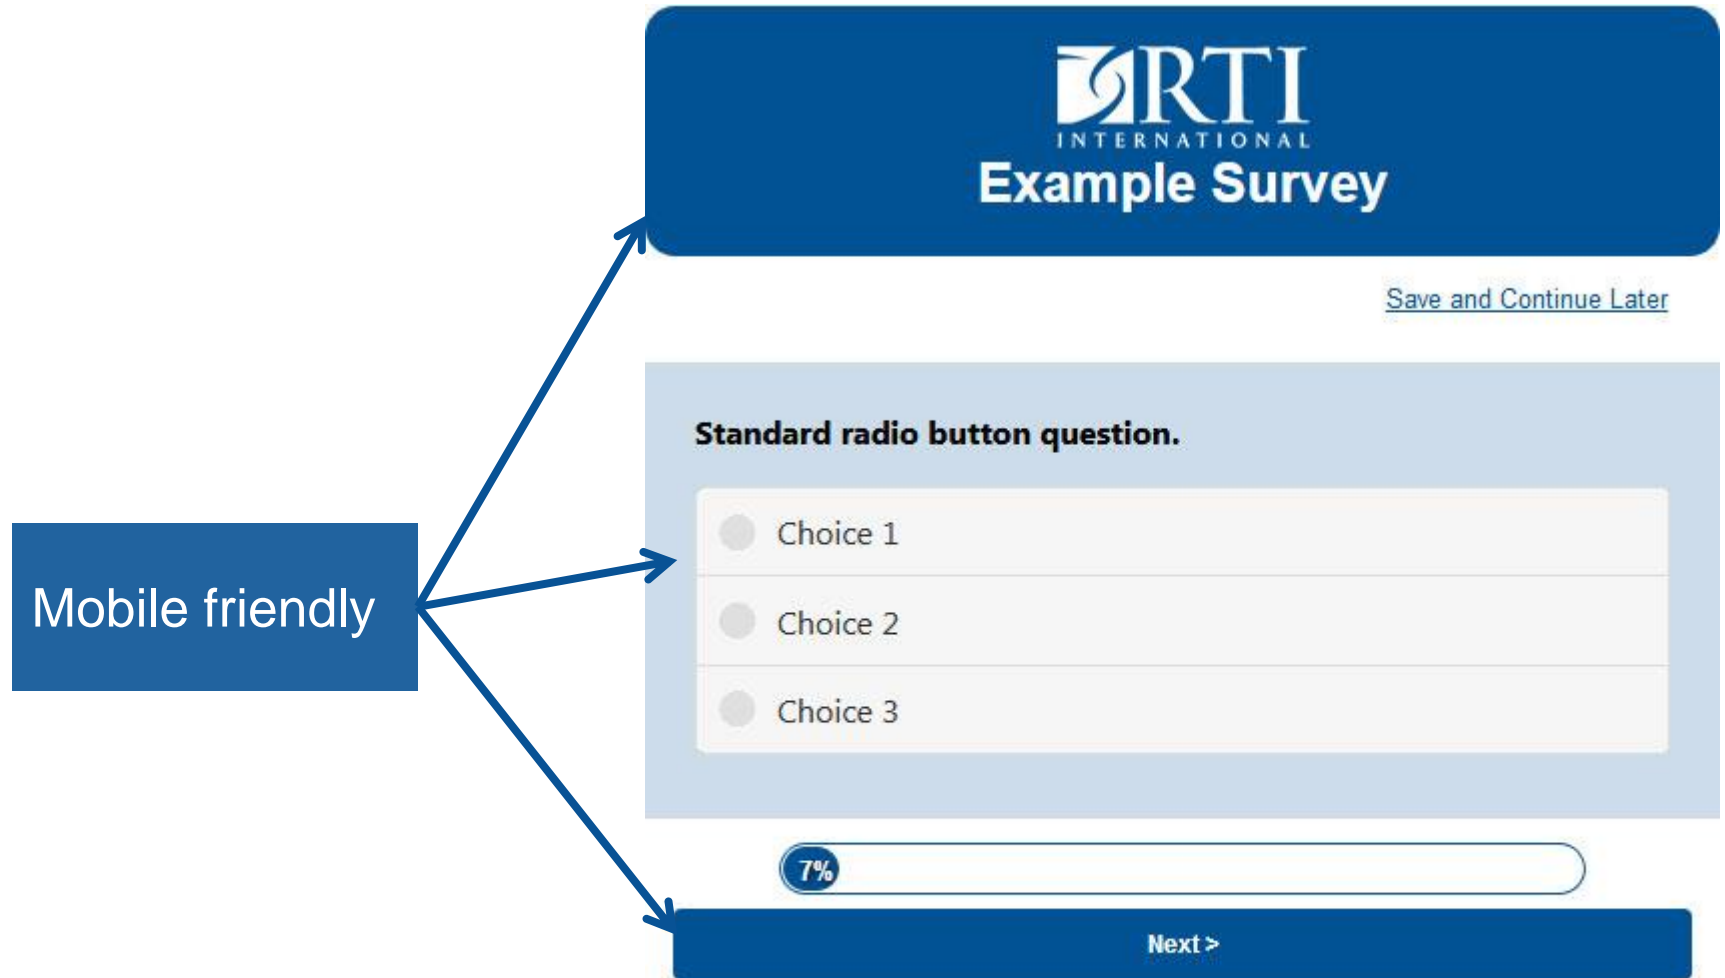 RTI
INTERNATIONAL
Example Survey
Save and Continue Later
Standard radio button question.
Choice 1
Choice 2
Choice 3
Mobile friendly
7%
Next >